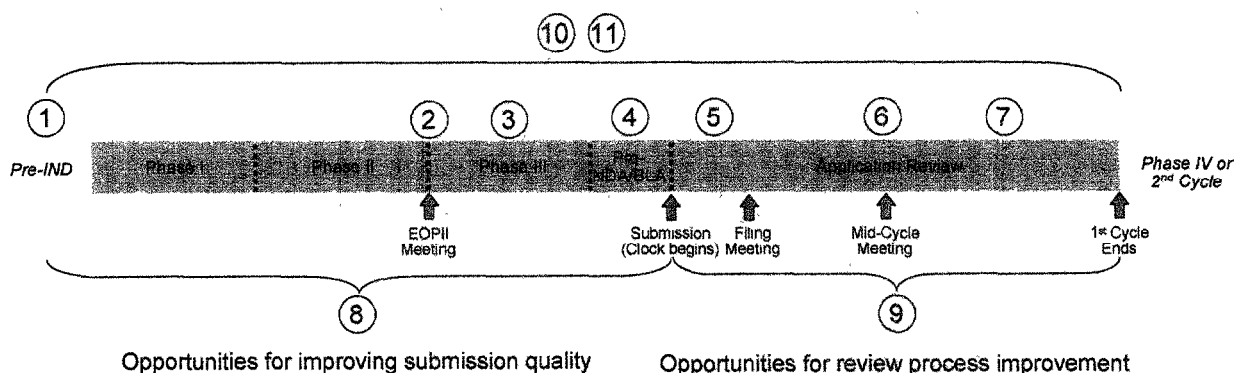 10 11
1 2 3 4 5 6 7
Pre-IND Phase I Phase II Phase III Pre- Application Review Phase IV or
NDA/BLA 2nd Cycle
EOPII Submission Filing Mid-Cycle 1st Cycle
Meeting (Clock begins) Meeting Meeting Ends
8 9
Opportunities for improving submission quality Opportunities for review process improvement